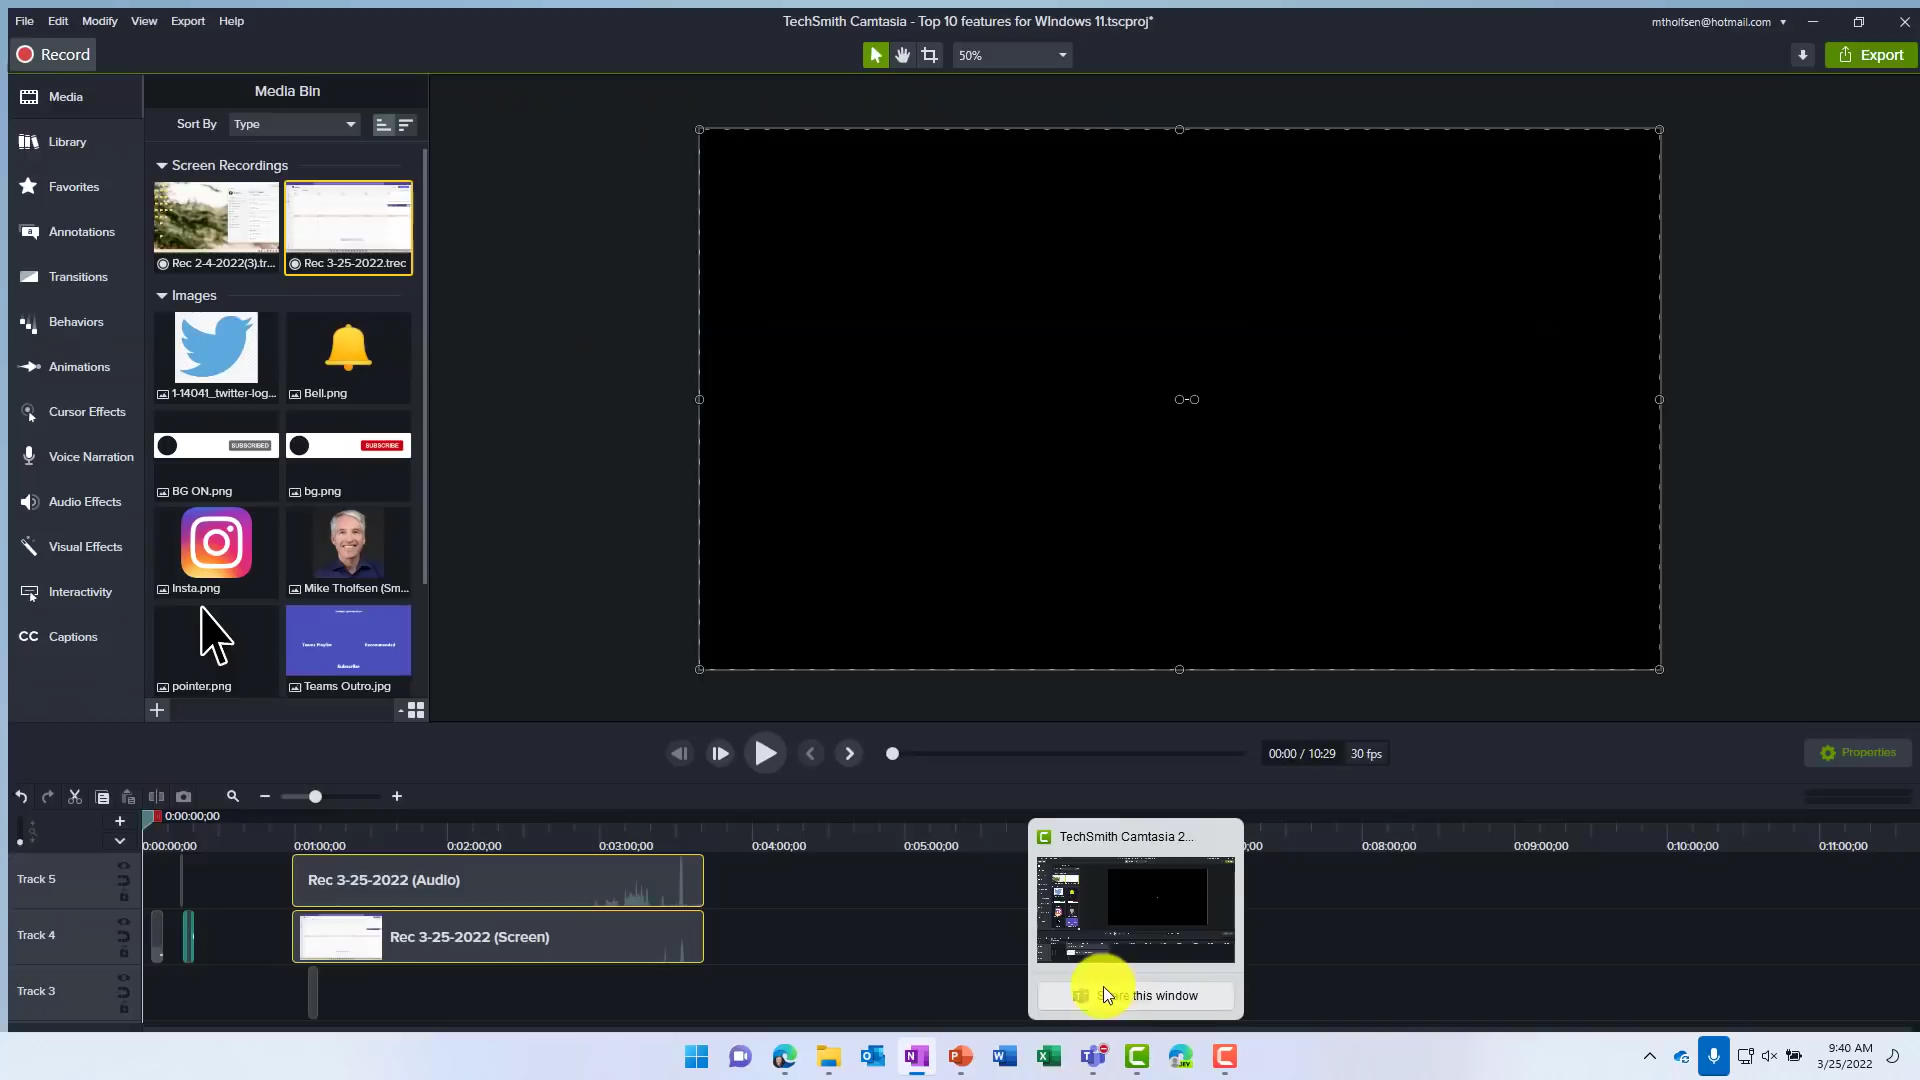 File Edit Modify View Export Help
TechSmith Camtasia - Top 10 features for WIndows 11.tscproj*
mtholfsen@hotmail.com
Record
50%
Export
Media
Library
Favorites
Annotations
Transitions
Behaviors
Animations
Cursor Effects
Voice Narration
Audio Effects
Visual Effects
Interactivity
CC Captions
Media Bin
Sort By Type
Screen Recordings
Rec 2-4-2022(3).tr...
Rec 3-25-2022.trec
Images
1-14041_twitter-log...
Bell.png
SUBSCRIBED
SUBSCRIBE
BG ON.png
bg.png
Insta.png
Mike Tholfsen (Sm...
Teams Playlist
Recommended
Subscribe
pointer.png
Teams Outro.jpg
00:00 / 10:29 30 fps
Properties
0:00:00;00
0:00:00;00 0:01:00;00 0:02:00;00 0:03:00;00 0:04:00;00 0:05:00;00 00;00 0:08:00;00 0:09:00;00 0:10:00;00 0:11:00;00
Track 5
Rec 3-25-2022 (Audio)
Track 4
Rec 3-25-2022 (Screen)
Track 3
TechSmith Camtasia 2...
this window
9:40 AM
3/25/2022